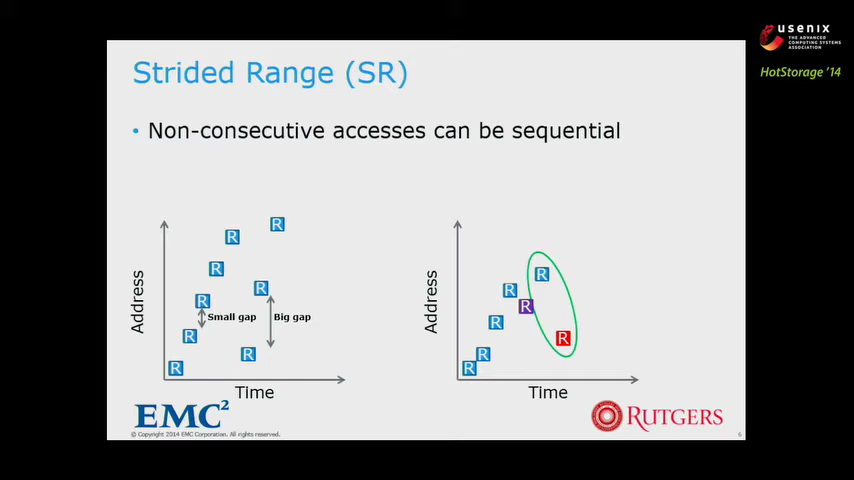 usenix
THE ADVANCED
COMPUTING SYSTEMS
ASSOCIATION
HotStorage '14
Strided Range (SR)
• Non-consecutive accesses can be sequential
R
R
R
R
R
R
R
R
Small gap
Big gap
Address
Time
R
R
R
R
R
R
R
Address
Time
EMC²
© Copyright 2014 EMC Corporation. All rights reserved.
RUTGERS
6